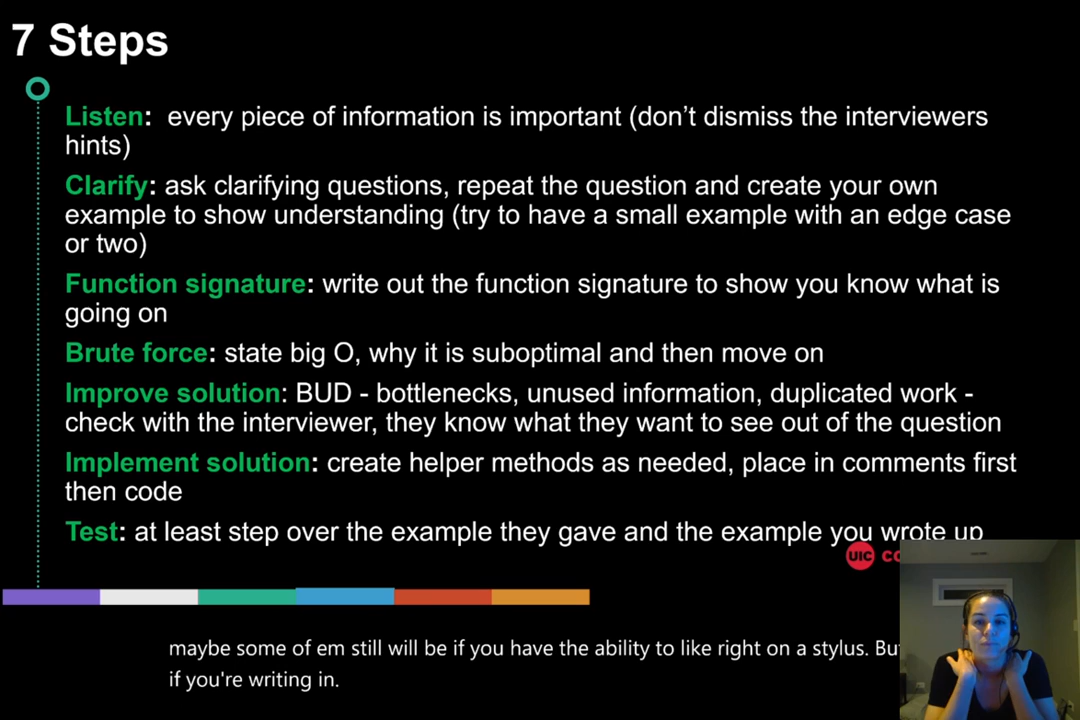 7 Steps
Listen: every piece of information is important (don't dismiss the interviewers
hints)
Clarify: ask clarifying questions, repeat the question and create your own
example to show understanding (try to have a small example with an edge case
or two)
Function signature: write out the function signature to show you know what is
going on
Brute force: state big O, why it is suboptimal and then move on
Improve solution: BUD - bottlenecks, unused information, duplicated work -
check with the interviewer, they know what they want to see out of the question
Implement solution: create helper methods as needed, place in comments first
then code
Test: at least step over the example they gave and the example you wrote up
UIC
maybe some of em still will be if you have the ability to like right on a stylus.
if you're writing in.